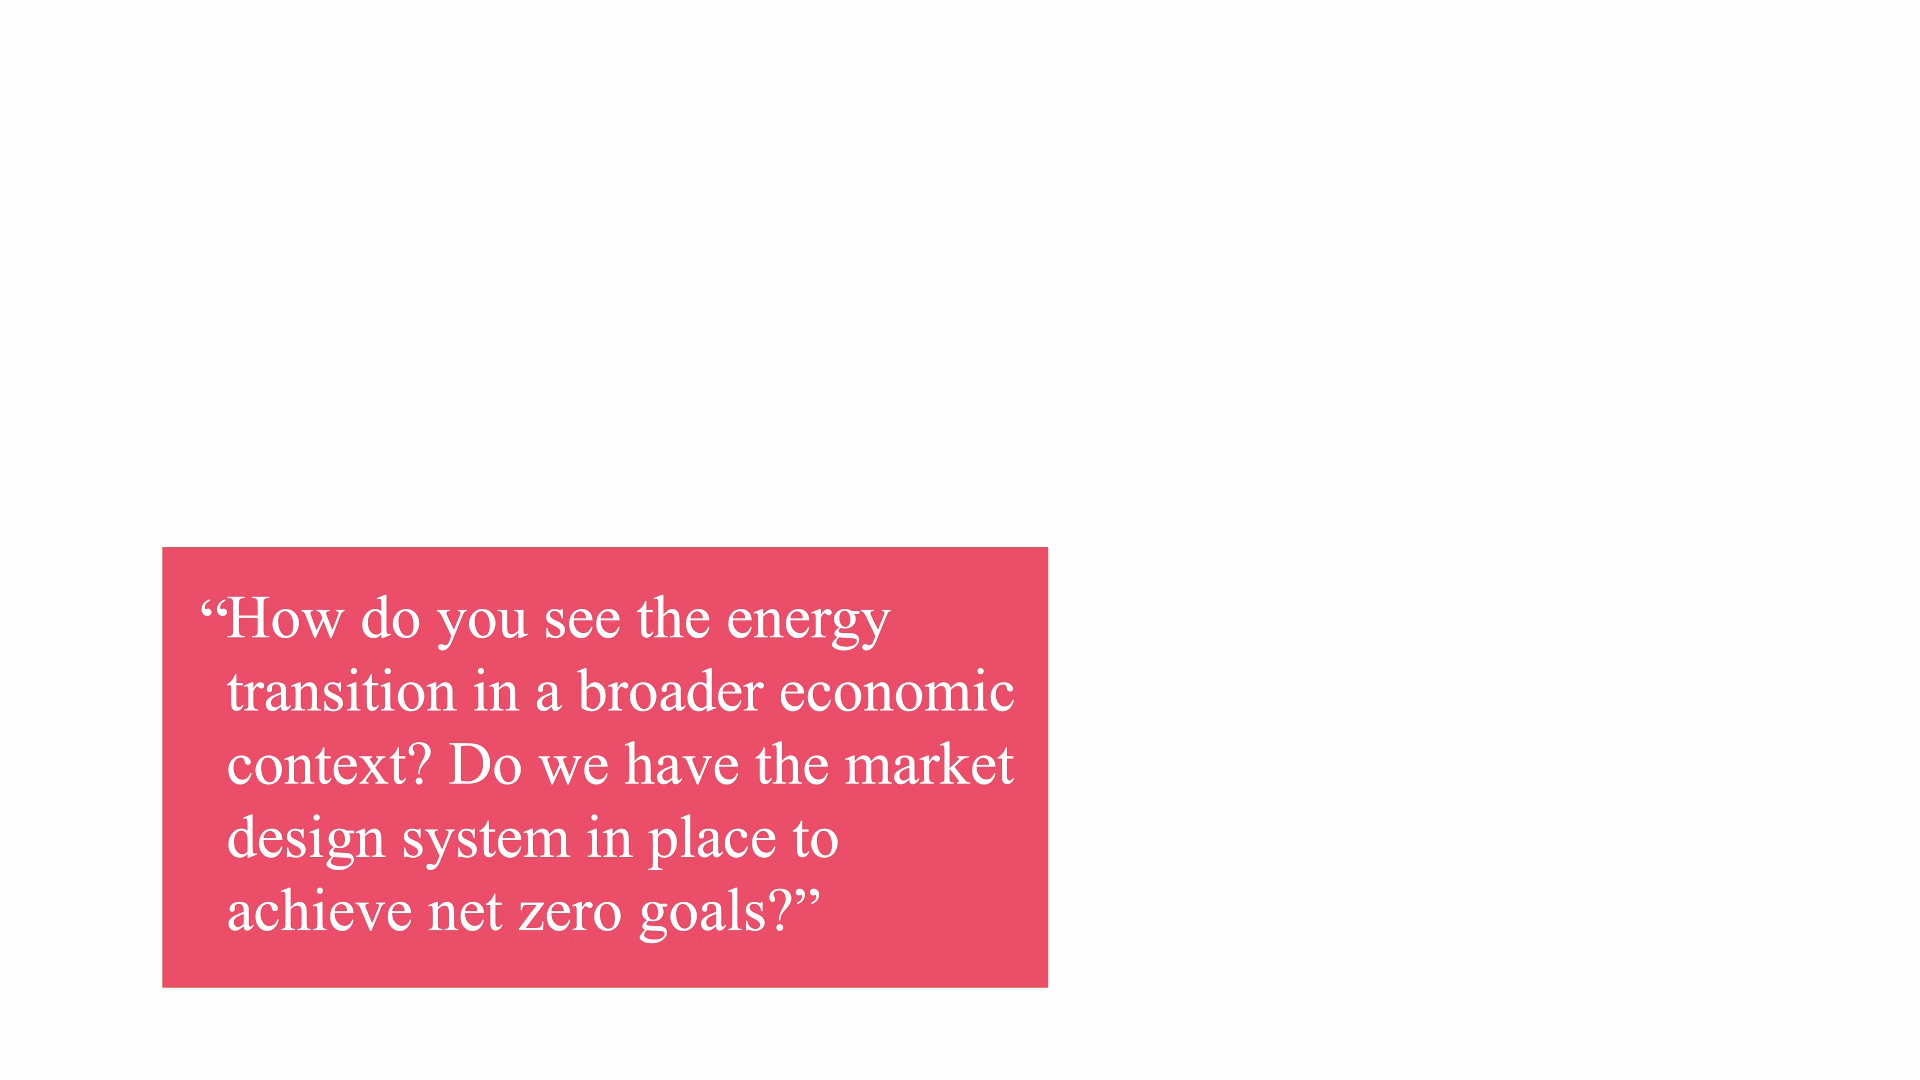 “How do you see the energy
transition in a broader economic
context? Do we have the market
design system in place to
achieve net zero goals?”